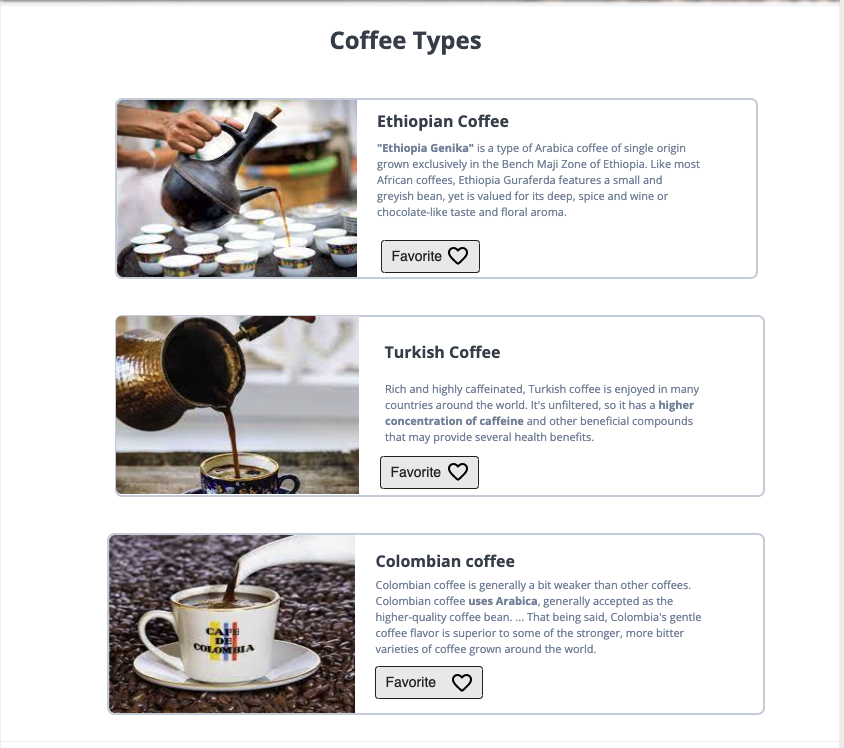 Coffee Types
Ethiopian Coffee
"Ethiopia Genika" is a type of Arabica coffee of single origin
grown exclusively in the Bench Maji Zone of Ethiopia. Like most
African coffees, Ethiopia Guraferda features a small and
greyish bean, yet is valued for its deep, spice and wine or
chocolate-like taste and floral aroma.
Favorite
Turkish Coffee
Rich and highly caffeinated, Turkish coffee is enjoyed in many
countries around the world. It's unfiltered, so it has a higher
concentration of caffeine and other beneficial compounds
that may provide several health benefits.
Favorite
CAFE
DE
COLOMBIA
Colombian coffee
Colombian coffee is generally a bit weaker than other coffees.
Colombian coffee uses Arabica, generally accepted as the
higher-quality coffee bean. ... That being said, Colombia's gentle
coffee flavor is superior to some of the stronger, more bitter
varieties of coffee grown around the world.
Favorite